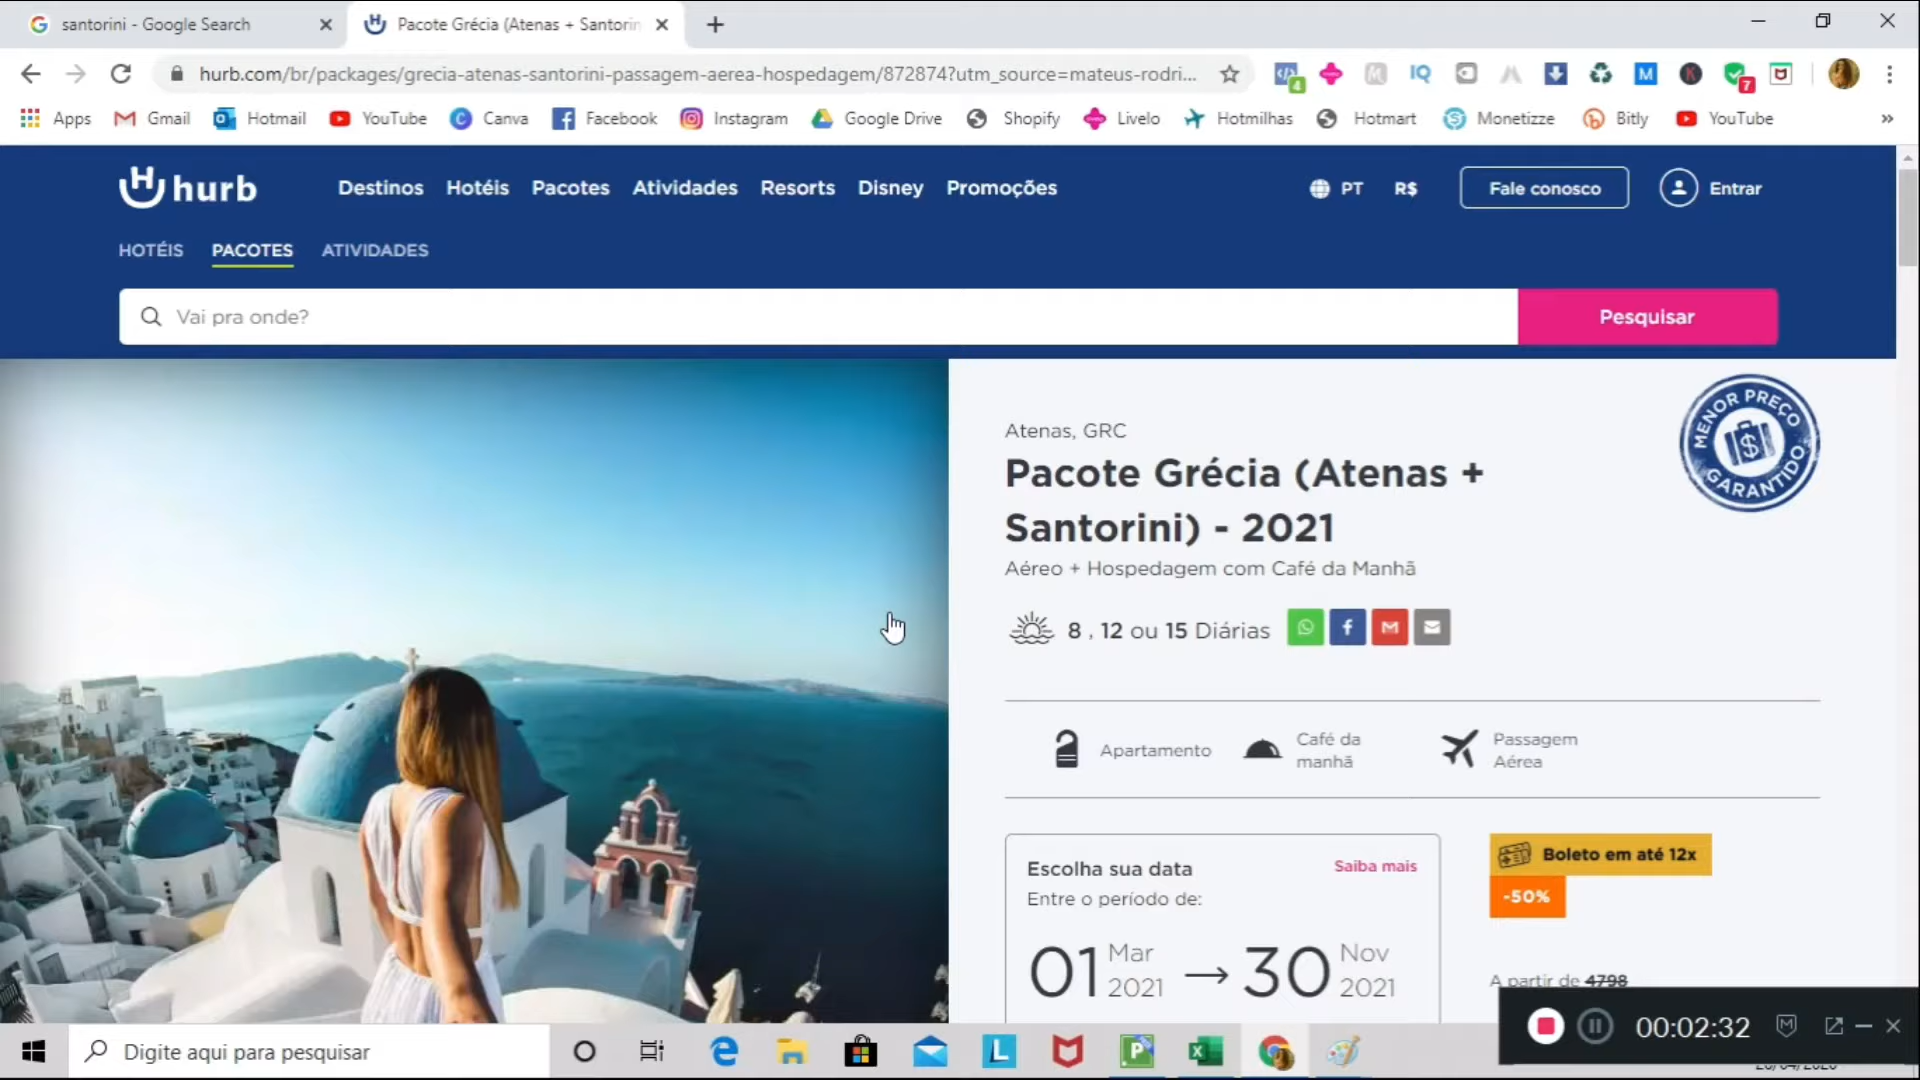 santorini - Google Search
Pacote Grécia (Atenas + Santorin
hurb.com/br/packages/grecia-atenas-santorini-passagem-aerea-hospedagem/872874?utm_source=mateus-rodri...
Apps Gmail Hotmail YouTube Canva Facebook Instagram Google Drive Shopify Livelo Hotmilhas Hotmart Monetizze Bitly YouTube »
hurb Destinos Hotéis Pacotes Atividades Resorts Disney Promoções PT R$ Fale conosco Entrar
HOTÉIS PACOTES ATIVIDADES
Vai pra onde? Pesquisar
MENOR PREÇO
GARANTIDO
Atenas, GRC
Pacote Grécia (Atenas +
Santorini) - 2021
Aéreo + Hospedagem com Café da Manhã
8 , 12 ou 15 Diárias
Apartamento
Café da
manhã
Passagem
Aérea
Escolha sua data Saiba mais
Entre o período de:
01 Mar 2021 → 30 Nov 2021
Boleto em até 12x
-50%
A partir de 4798
00:02:32
Digite aqui para pesquisar